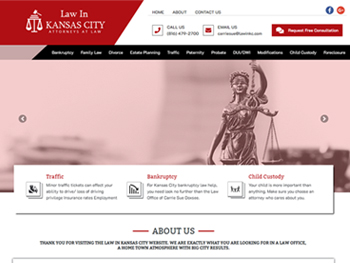 Law In
KANSAS CITY
ATTORNEYS AT LAW
HOME ABOUT CONTACT US
CALL US
(816) 479-2700
EMAIL US
Request Free Consultation
Bankruptcy Family Law Divorce Estate Planning Traffic Paternity Probate DUI/DWI Modifications Child Custody Foreclosure
Traffic
Minor traffic tickets can effect your
ability to drive! loss of driving
privilege Insurance rates Employment
Bankruptcy
For Kansas City bankruptcy law help,
you need look no further than the Law
Office of Carrie Sue Doxsee.
Child Custody
Your child is more important than
anything. Make sure you choose an
attorney who cares about you.
ABOUT US
THANK YOU FOR VISITING THE LAW IN KANSAS CITY WEBSITE. WE ARE EXACTLY WHAT YOU ARE LOOKING FOR IN A LAW OFFICE,
A HOME TOWN ATMOSPHERE WITH BIG CITY RESULTS.